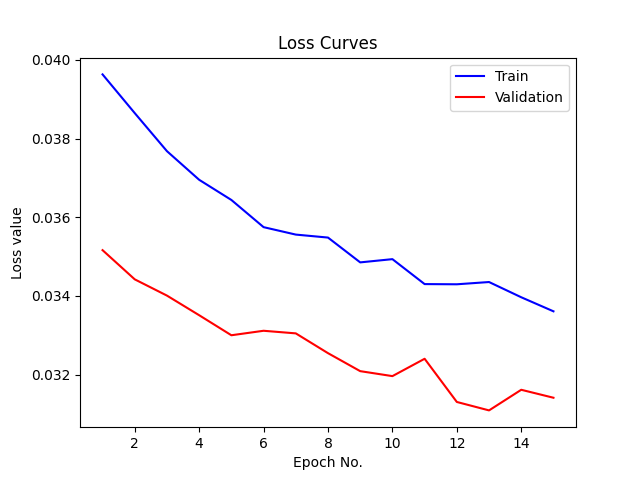 Loss Curves
Train
Validation
0.040
0.038
0.036
0.034
0.032
Loss value
2 4 6 8 10 12 14
Epoch No.